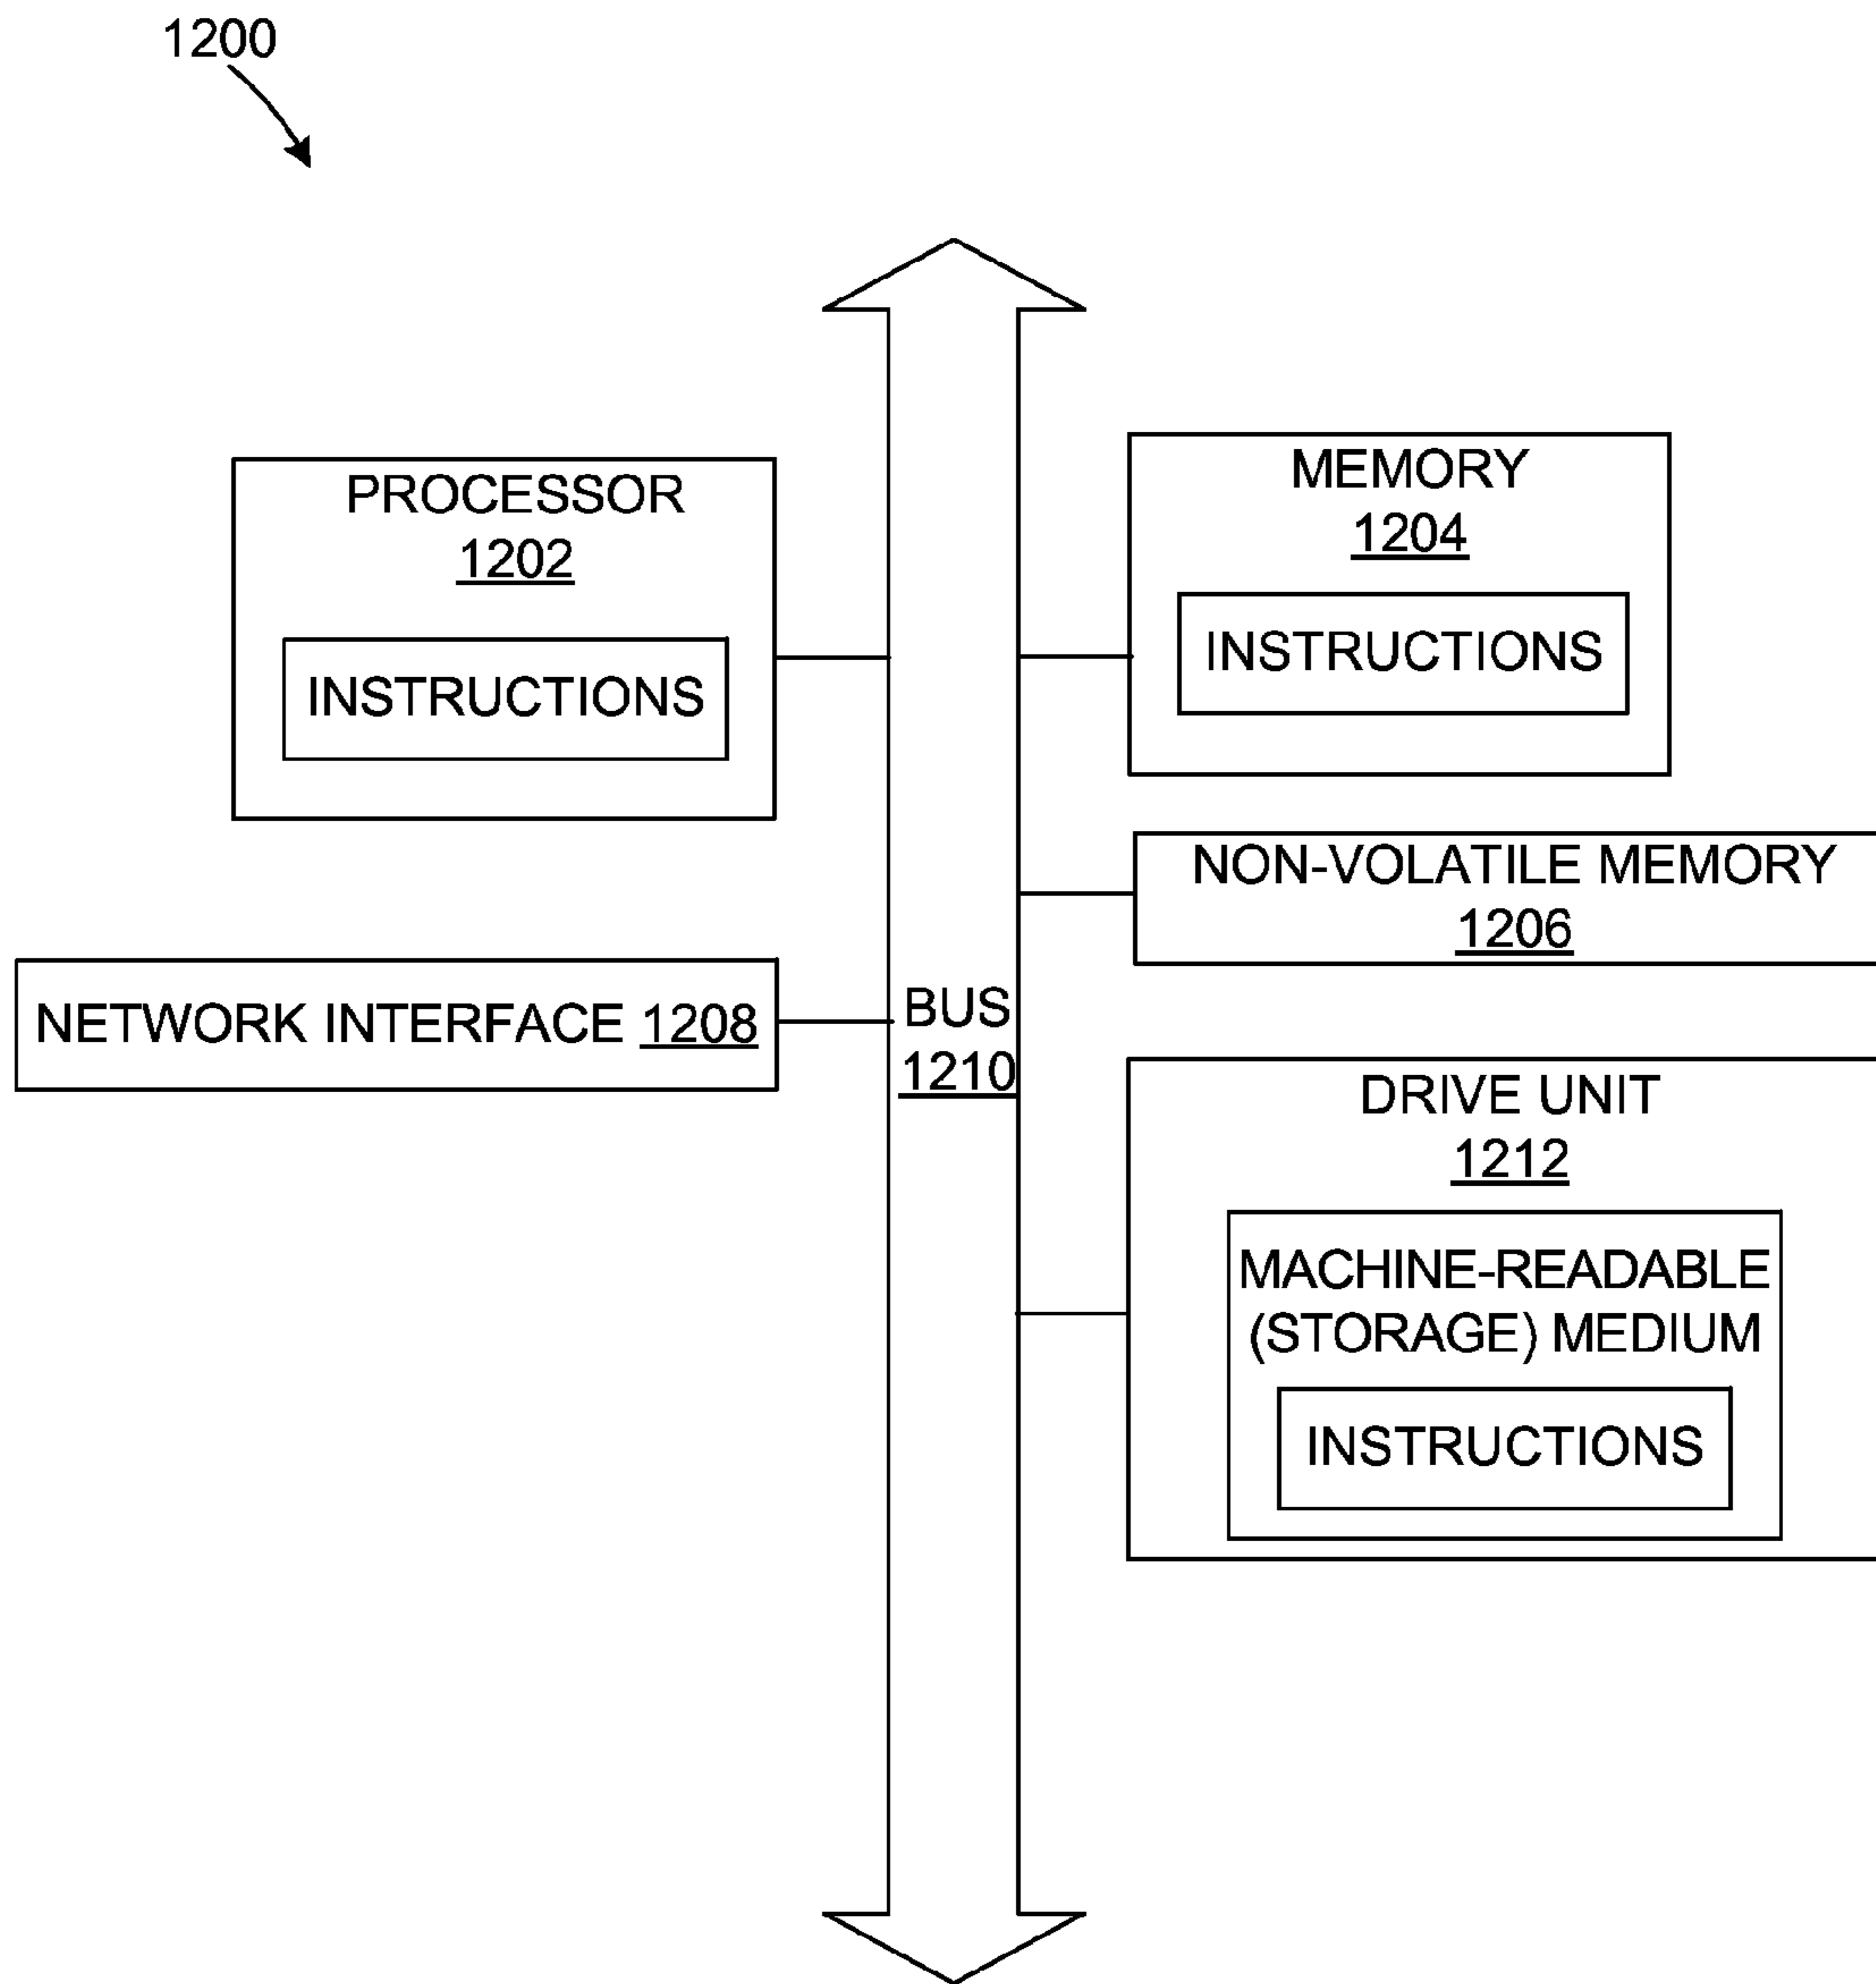 1200
PROCESSOR
1202
INSTRUCTIONS
MEMORY
1204
INSTRUCTIONS
NON-VOLATILE MEMORY
1206
NETWORK INTERFACE 1208
BUS
1210
DRIVE UNIT
1212
MACHINE-READABLE
(STORAGE) MEDIUM
INSTRUCTIONS